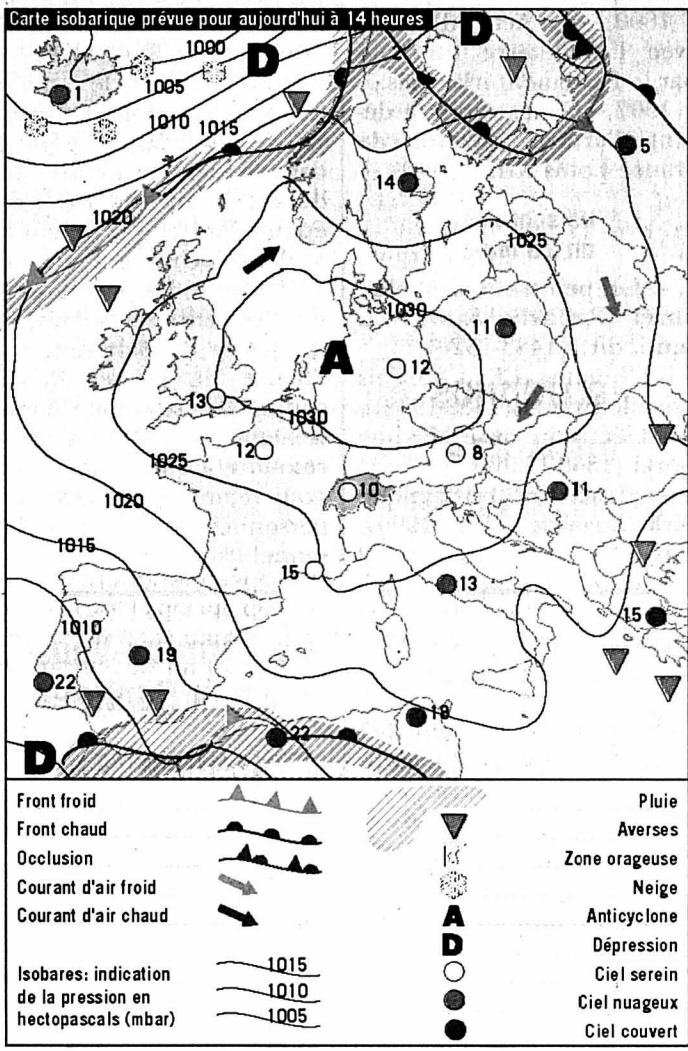 Carte isobarique prévue pour aujourd'hui à 14 heures
1000
D
D
1
1005
1010
1015
5
14
1020
1025
1030
11
A
12
13
1030
12
8
1025
10
11
1020
15
13
1015
15
1010
19
22
18
22
D
Front froid
Front chaud
Occlusion
Courant d'air froid
Courant d'air chaud
Isobares: indication
de la pression en
hectopascals (mbar)
1015
1010
1005
Pluie
Averses
Zone orageuse
Neige
A Anticyclone
D Dépression
Ciel serein
Ciel nuageux
Ciel couvert